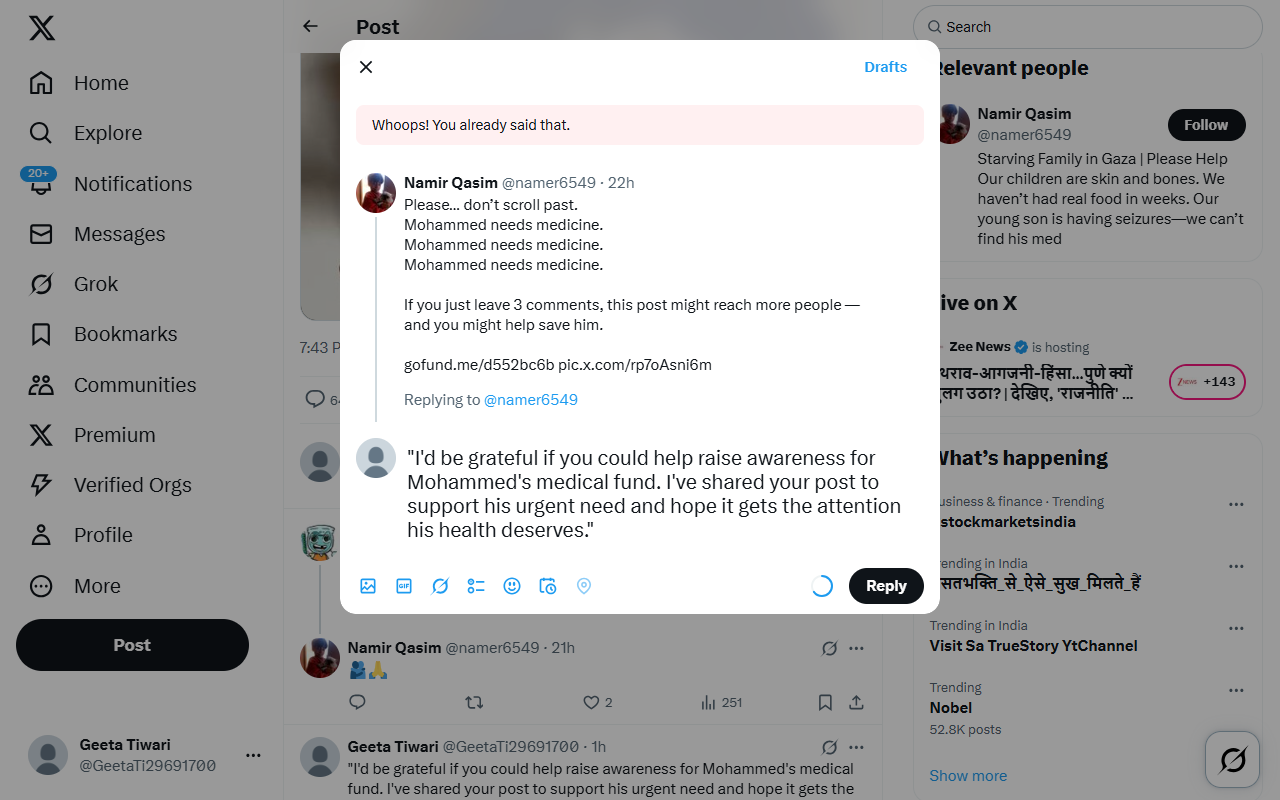 Home
Explore
20+
Notifications
Messages
Grok
Bookmarks
Communities
Premium
Verified Orgs
Profile
More
Post
Geeta Tiwari
@GeetaTi29691700
Post
7:43 P
Drafts
Whoops! You already said that.
Namir Qasim @namer6549 · 22h
Please... don't scroll past.
Mohammed needs medicine.
Mohammed needs medicine.
Mohammed needs medicine.
If you just leave 3 comments, this post might reach more people —
and you might help save him.
gofund.me/d552bc6b pic.x.com/rp7oAsni6m
Replying to @namer6549
"I'd be grateful if you could help raise awareness for
Mohammed's medical fund. I've shared your post to
support his urgent need and hope it gets the attention
his health deserves."
GIF
Reply
Namir Qasim @namer6549 · 21h
2
251
Geeta Tiwari @GeetaTi29691700 · 1h
"I'd be grateful if you could help raise awareness for Mohammed's medical
fund. I've shared your post to support his urgent need and hope it gets the
Search
Relevant people
Namir Qasim
@namer6549
Follow
Starving Family in Gaza | Please Help
Our children are skin and bones. We
haven't had real food in weeks. Our
young son is having seizures—we can't
find his med
ive on X
Zee News is hosting
थराव-आगजनी-हिंसा...पुणे क्यों
लग उठा? | देखिए, 'राजनीति' ...
+143
What's happening
usiness & finance · Trending
stockmarketsindia
rending in India
सतभक्ति_से_ऐसे_सुख_मिलते_हैं
Trending in India
Visit Sa TrueStory YtChannel
Trending
Nobel
52.8K posts
Show more